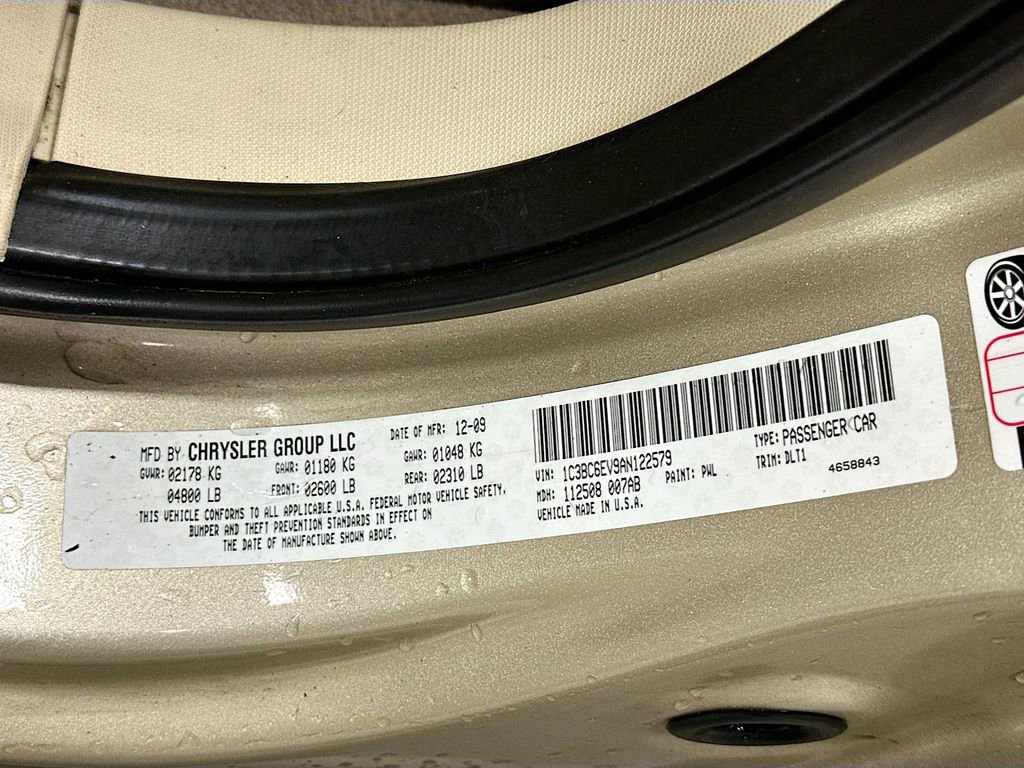 MFD BY CHRYSLER GROUP LLC
DATE OF MFR: 12-09
GVWR: 02178 KG
GAWR: 01180 KG
GAWR: 01048 KG
04800 LB
FRONT: 02600 LB
REAR: 02310 LB
THIS VEHICLE CONFORMS TO ALL APPLICABLE U.S.A. FEDERAL MOTOR VEHICLE SAFETY,
BUMPER AND THEFT PREVENTION STANDARDS IN EFFECT ON
THE DATE OF MANUFACTURE SHOWN ABOVE.
VIN: 1C3BC6EV9AN122579
TYPE: PASSENGER CAR
MDH: 112508 007AB
PAINT: PWL
TRIM: DLT1
VEHICLE MADE IN U.S.A.
4658843